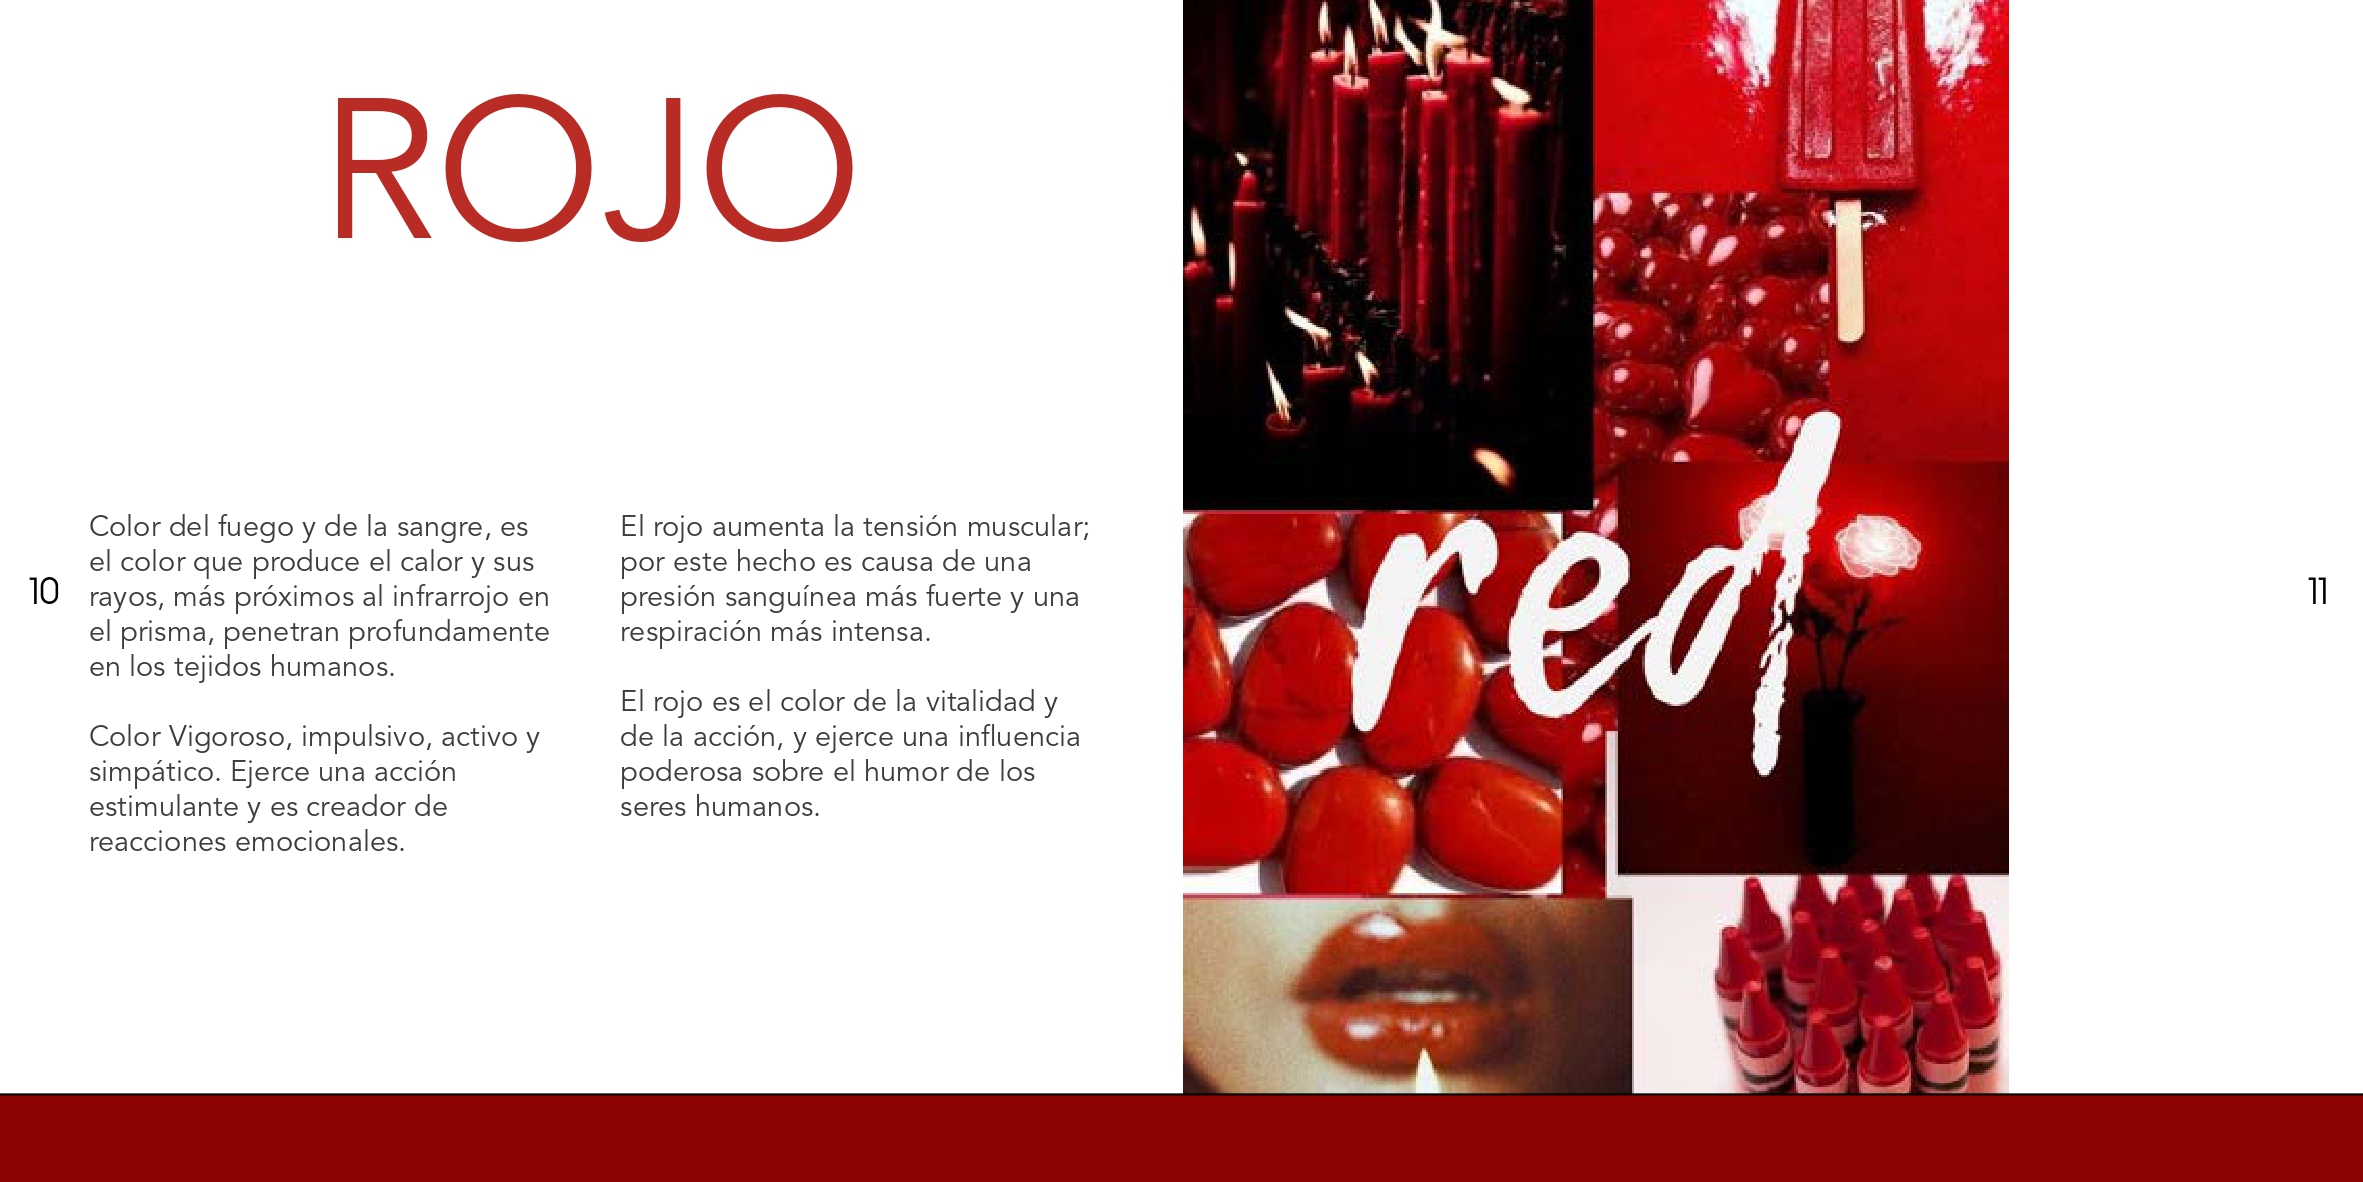 ROJO
10
Color del fuego y de la sangre, es
el color que produce el calor y sus
rayos, más próximos al infrarrojo en
el prisma, penetran profundamente
en los tejidos humanos.
Color Vigoroso, impulsivo, activo y
simpático. Ejerce una acción
estimulante y es creador de
reacciones emocionales.
El rojo aumenta la tensión muscular;
por este hecho es causa de una
presión sanguínea más fuerte y una
respiración más intensa.
El rojo es el color de la vitalidad y
de la acción, y ejerce una influencia
poderosa sobre el humor de los
seres humanos.
red
11